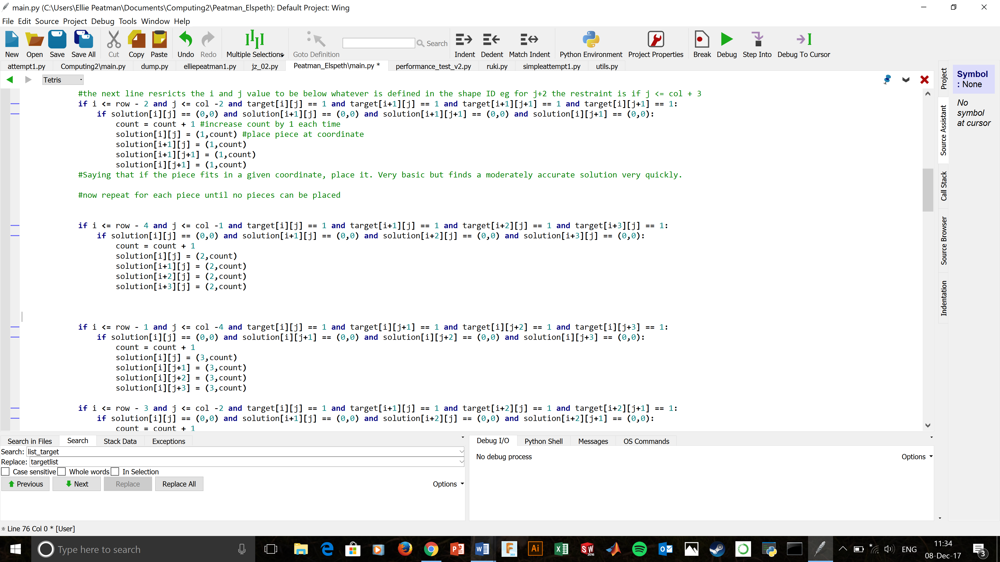 main.py (C:\Users\Ellie Peatman\Documents\Computing2\Peatman_Elspeth): Default Project: Wing
File Edit Source Project Debug Tools Window Help
Search
New Open Save Save All Cut Copy Paste Undo Redo Multiple Selections Goto Definition Indent Dedent Match Indent Python Environment Project Properties Break Debug Step Into Debug To Cursor
attempt1.py Computing2\main.py dump.py elliepeatman1.py jz_02.py Peatman_Elspeth\main.py * performance_test_v2.py ruki.py simpleattempt1.py utils.py
Tetris
#the next line resricts the i and j value to be below whatever is defined in the shape ID eg for j+2 the restraint is if j <= col + 3
if i <= row - 2 and j <= col -2 and target[i][j] == 1 and target[i+1][j] == 1 and target[i+1][j+1] == 1 and target[i][j+1] == 1:
if solution[i][j] == (0,0) and solution[i+1][j] == (0,0) and solution[i+1][j+1] == (0,0) and solution[i][j+1] == (0,0):
count = count + 1 #increase count by 1 each time
solution[i][j] = (1,count) #place piece at coordinate
solution[i+1][j] = (1,count)
solution[i+1][j+1] = (1,count)
solution[i][j+1] = (1,count)
#Saying that if the piece fits in a given coordinate, place it. Very basic but finds a moderately accurate solution very quickly.
#now repeat for each piece until no pieces can be placed
if i <= row - 4 and j <= col -1 and target[i][j] == 1 and target[i+1][j] == 1 and target[i+2][j] == 1 and target[i+3][j] == 1:
if solution[i][j] == (0,0) and solution[i+1][j] == (0,0) and solution[i+2][j] == (0,0) and solution[i+3][j] == (0,0):
count = count + 1
solution[i][j] = (2,count)
solution[i+1][j] = (2,count)
solution[i+2][j] = (2,count)
solution[i+3][j] = (2,count)
if i <= row - 1 and j <= col -4 and target[i][j] == 1 and target[i][j+1] == 1 and target[i][j+2] == 1 and target[i][j+3] == 1:
if solution[i][j] == (0,0) and solution[i][j+1] == (0,0) and solution[i][j+2] == (0,0) and solution[i][j+3] == (0,0):
count = count + 1
solution[i][j] = (3,count)
solution[i][j+1] = (3,count)
solution[i][j+2] = (3,count)
solution[i][j+3] = (3,count)
if i <= row - 3 and j <= col -2 and target[i][j] == 1 and target[i+1][j] == 1 and target[i+2][j] == 1 and target[i+2][j+1] == 1:
if solution[i][j] == (0,0) and solution[i+1][j] == (0,0) and solution[i+2][j] == (0,0) and solution[i+2][j+1] == (0,0):
count = count + 1
Project
Source Assistant
Call Stack
Source Browser
Indentation
Symbol
: None
No
symbol
at cursor
Search in Files Search Stack Data Exceptions
Search: list_target
Replace: targetlist
Case sensitive Whole words In Selection
Previous Next Replace Replace All Options
Debug I/O Python Shell Messages OS Commands
No debug process Options
Line 76 Col 0 * [User]
Type here to search
F 360 Ai SW 2016
ENG
11:34
08-Dec-17
3